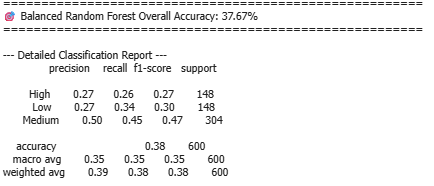 ================================================================
🎯 Balanced Random Forest Overall Accuracy: 37.67%
================================================================
--- Detailed Classification Report ---
precision recall f1-score support
High 0.27 0.26 0.27 148
Low 0.27 0.34 0.30 148
Medium 0.50 0.45 0.47 304
accuracy 0.38 600
macro avg 0.35 0.35 0.35 600
weighted avg 0.39 0.38 0.38 600